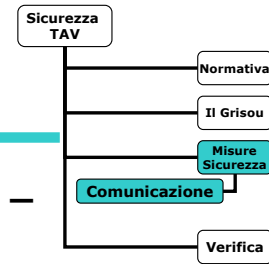 Sicurezza
TAV
Normativa
Il Grisou
Misure
Sicurezza
Comunicazione
Verifica